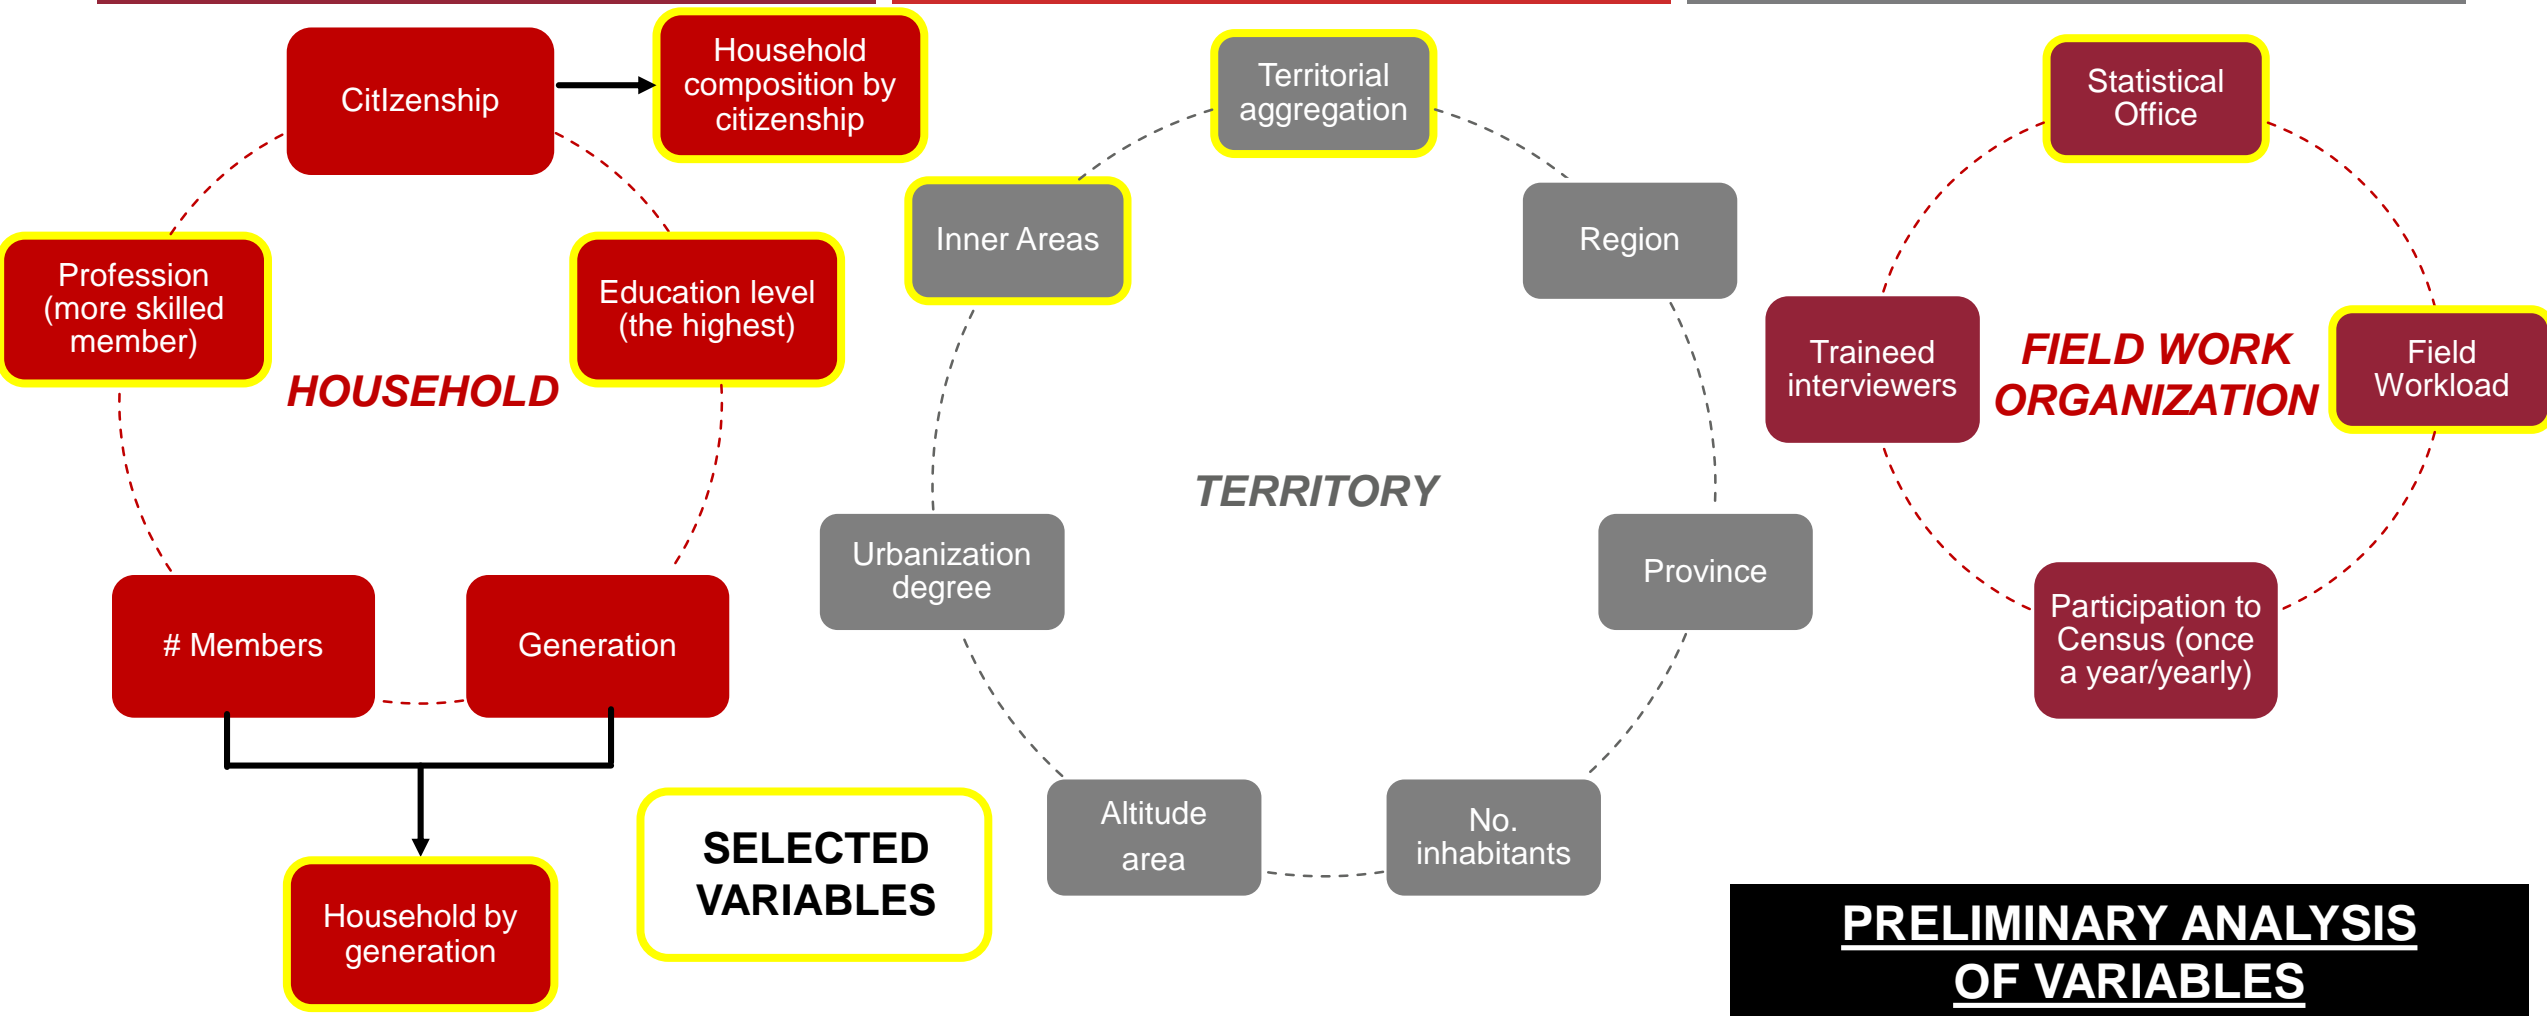 CitIzenship
Household
composition by
citizenship
Profession
(more skilled
member)
Education level
(the highest)
HOUSEHOLD
# Members
Generation
Household by
generation
SELECTED
VARIABLES
Territorial
aggregation
Inner Areas
Region
TERRITORY
Urbanization
degree
Province
Altitude
area
No.
inhabitants
Statistical
Office
Traineed
interviewers
FIELD WORK
ORGANIZATION
Field
Workload
Participation to
Census (once
a year/yearly)
PRELIMINARY ANALYSIS
OF VARIABLES